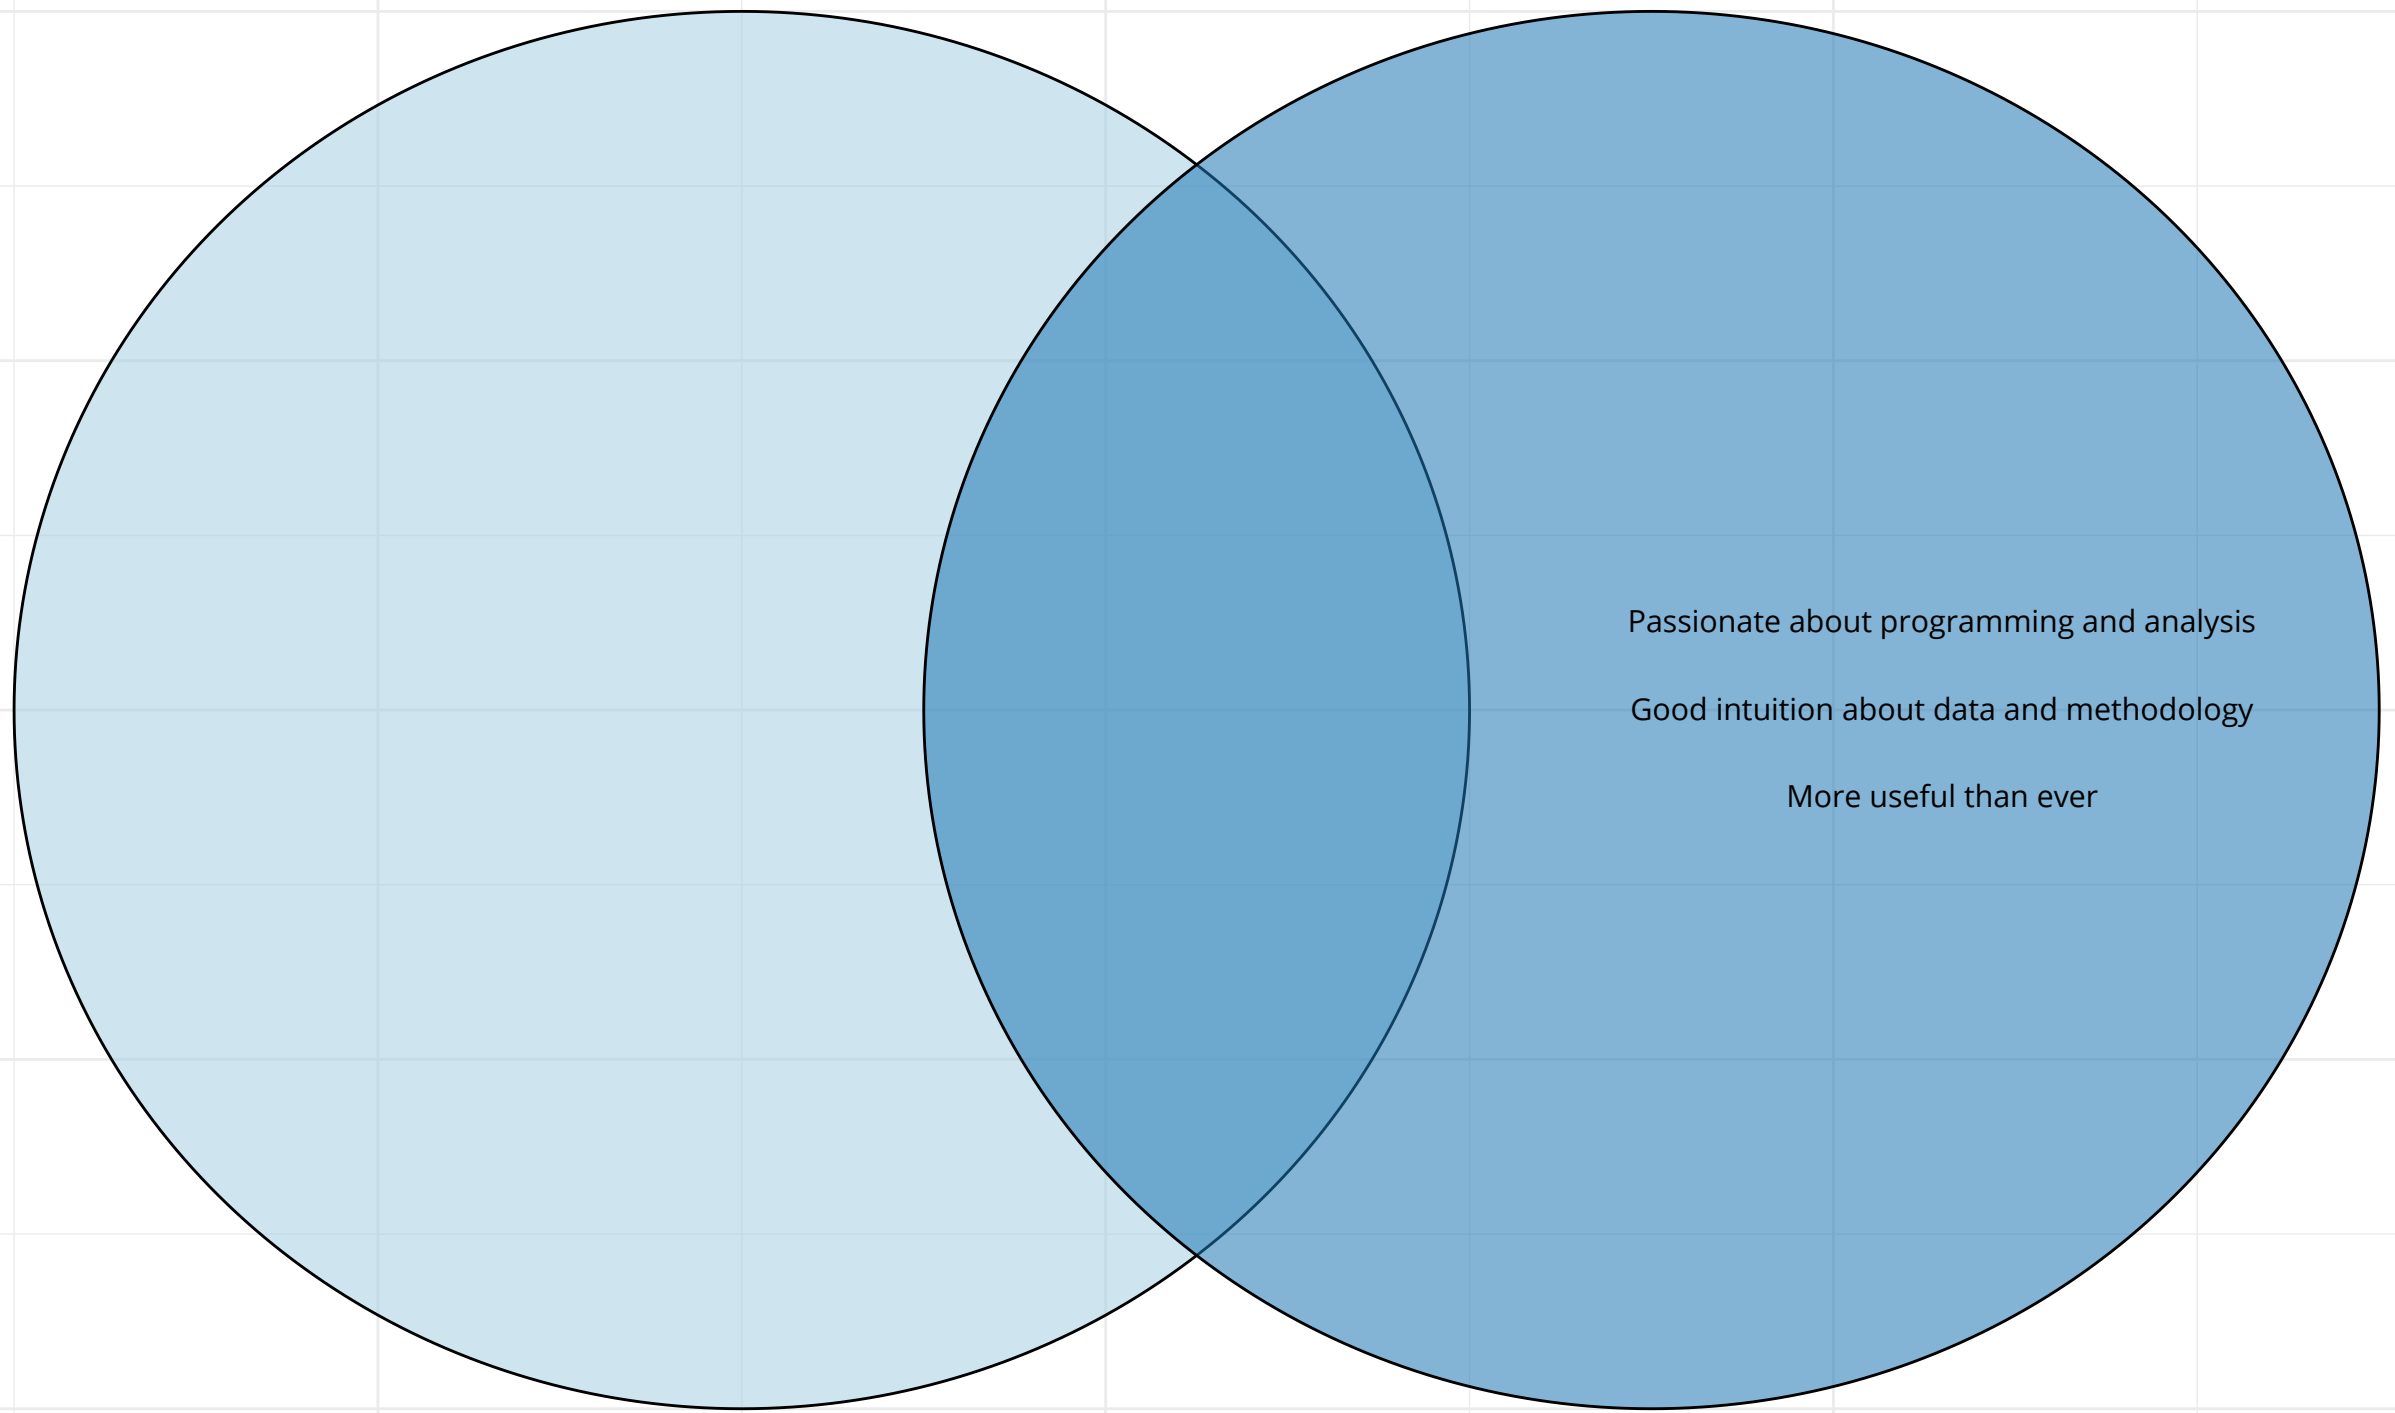 Passionate about programming and analysis
Good intuition about data and methodology
More useful than ever